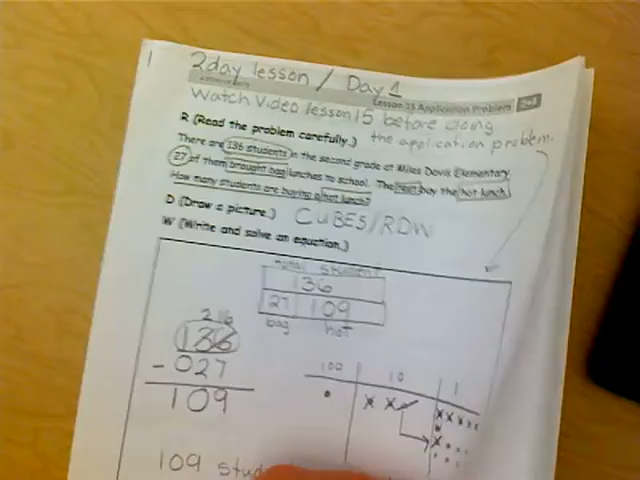 1
2day lesson / Day 1
Lesson 15 Application Problem 2•4
Watch Video lesson 15 before doing
the application problem.
R (Read the problem carefully.)
There are 136 students in the second grade at Miles Davis Elementary.
27 of them brought bag lunches to school. The rest buy the hot lunch.
How many students are buying a hot lunch?
D (Draw a picture.) CUBES/RDW
W (Write and solve an equation.)
total students
136
27 109
bag hot
2 16
136
- 027
109
100 10 1
109